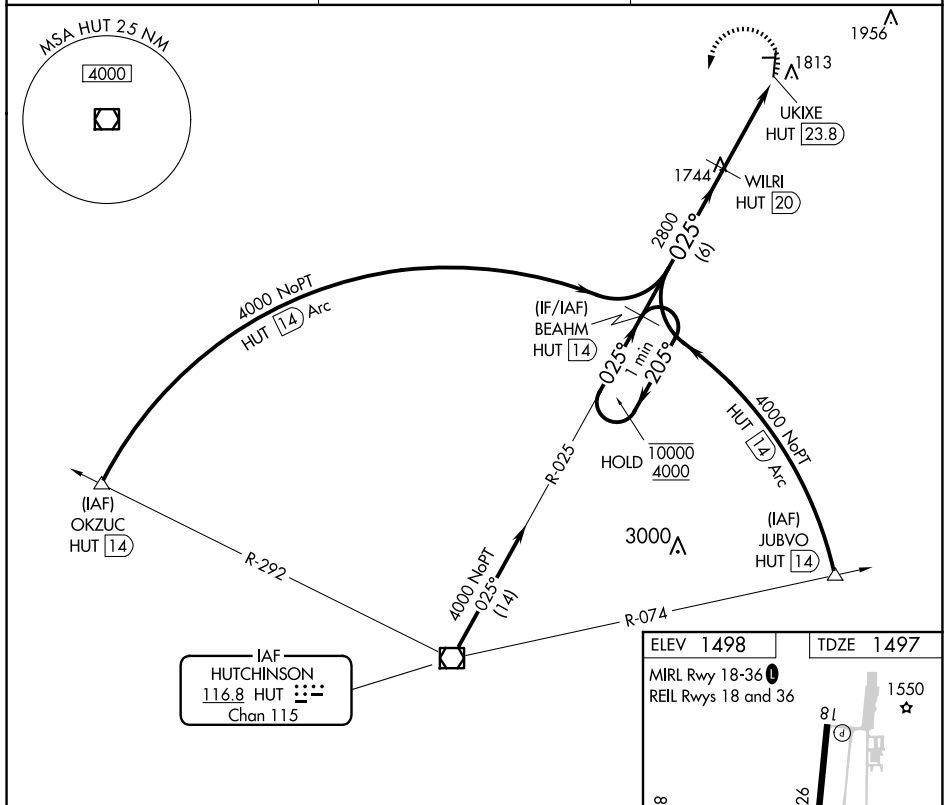 MSA HUT 25 NM
4000
1956
1813
UKIXE
HUT 23.8
1744
WILRI
HUT 20
2800
025°
(6)
4000 NoPT
HUT 14 Arc
(IF/IAF)
BEAHM
HUT 14
025°
1 min
205°
4000 NoPT
HUT 14 Arc
HOLD
10000
4000
R-025
(IAF)
OKZUC
HUT 14
3000
(IAF)
JUBVO
HUT 14
R-292
4000 NoPT
025°
(14)
R-074
IAF
HUTCHINSON
116.8 HUT
Chan 115
ELEV 1498
TDZE 1497
MIRL Rwy 18-36 L
REIL Rwys 18 and 36
1550
18
P
26
8